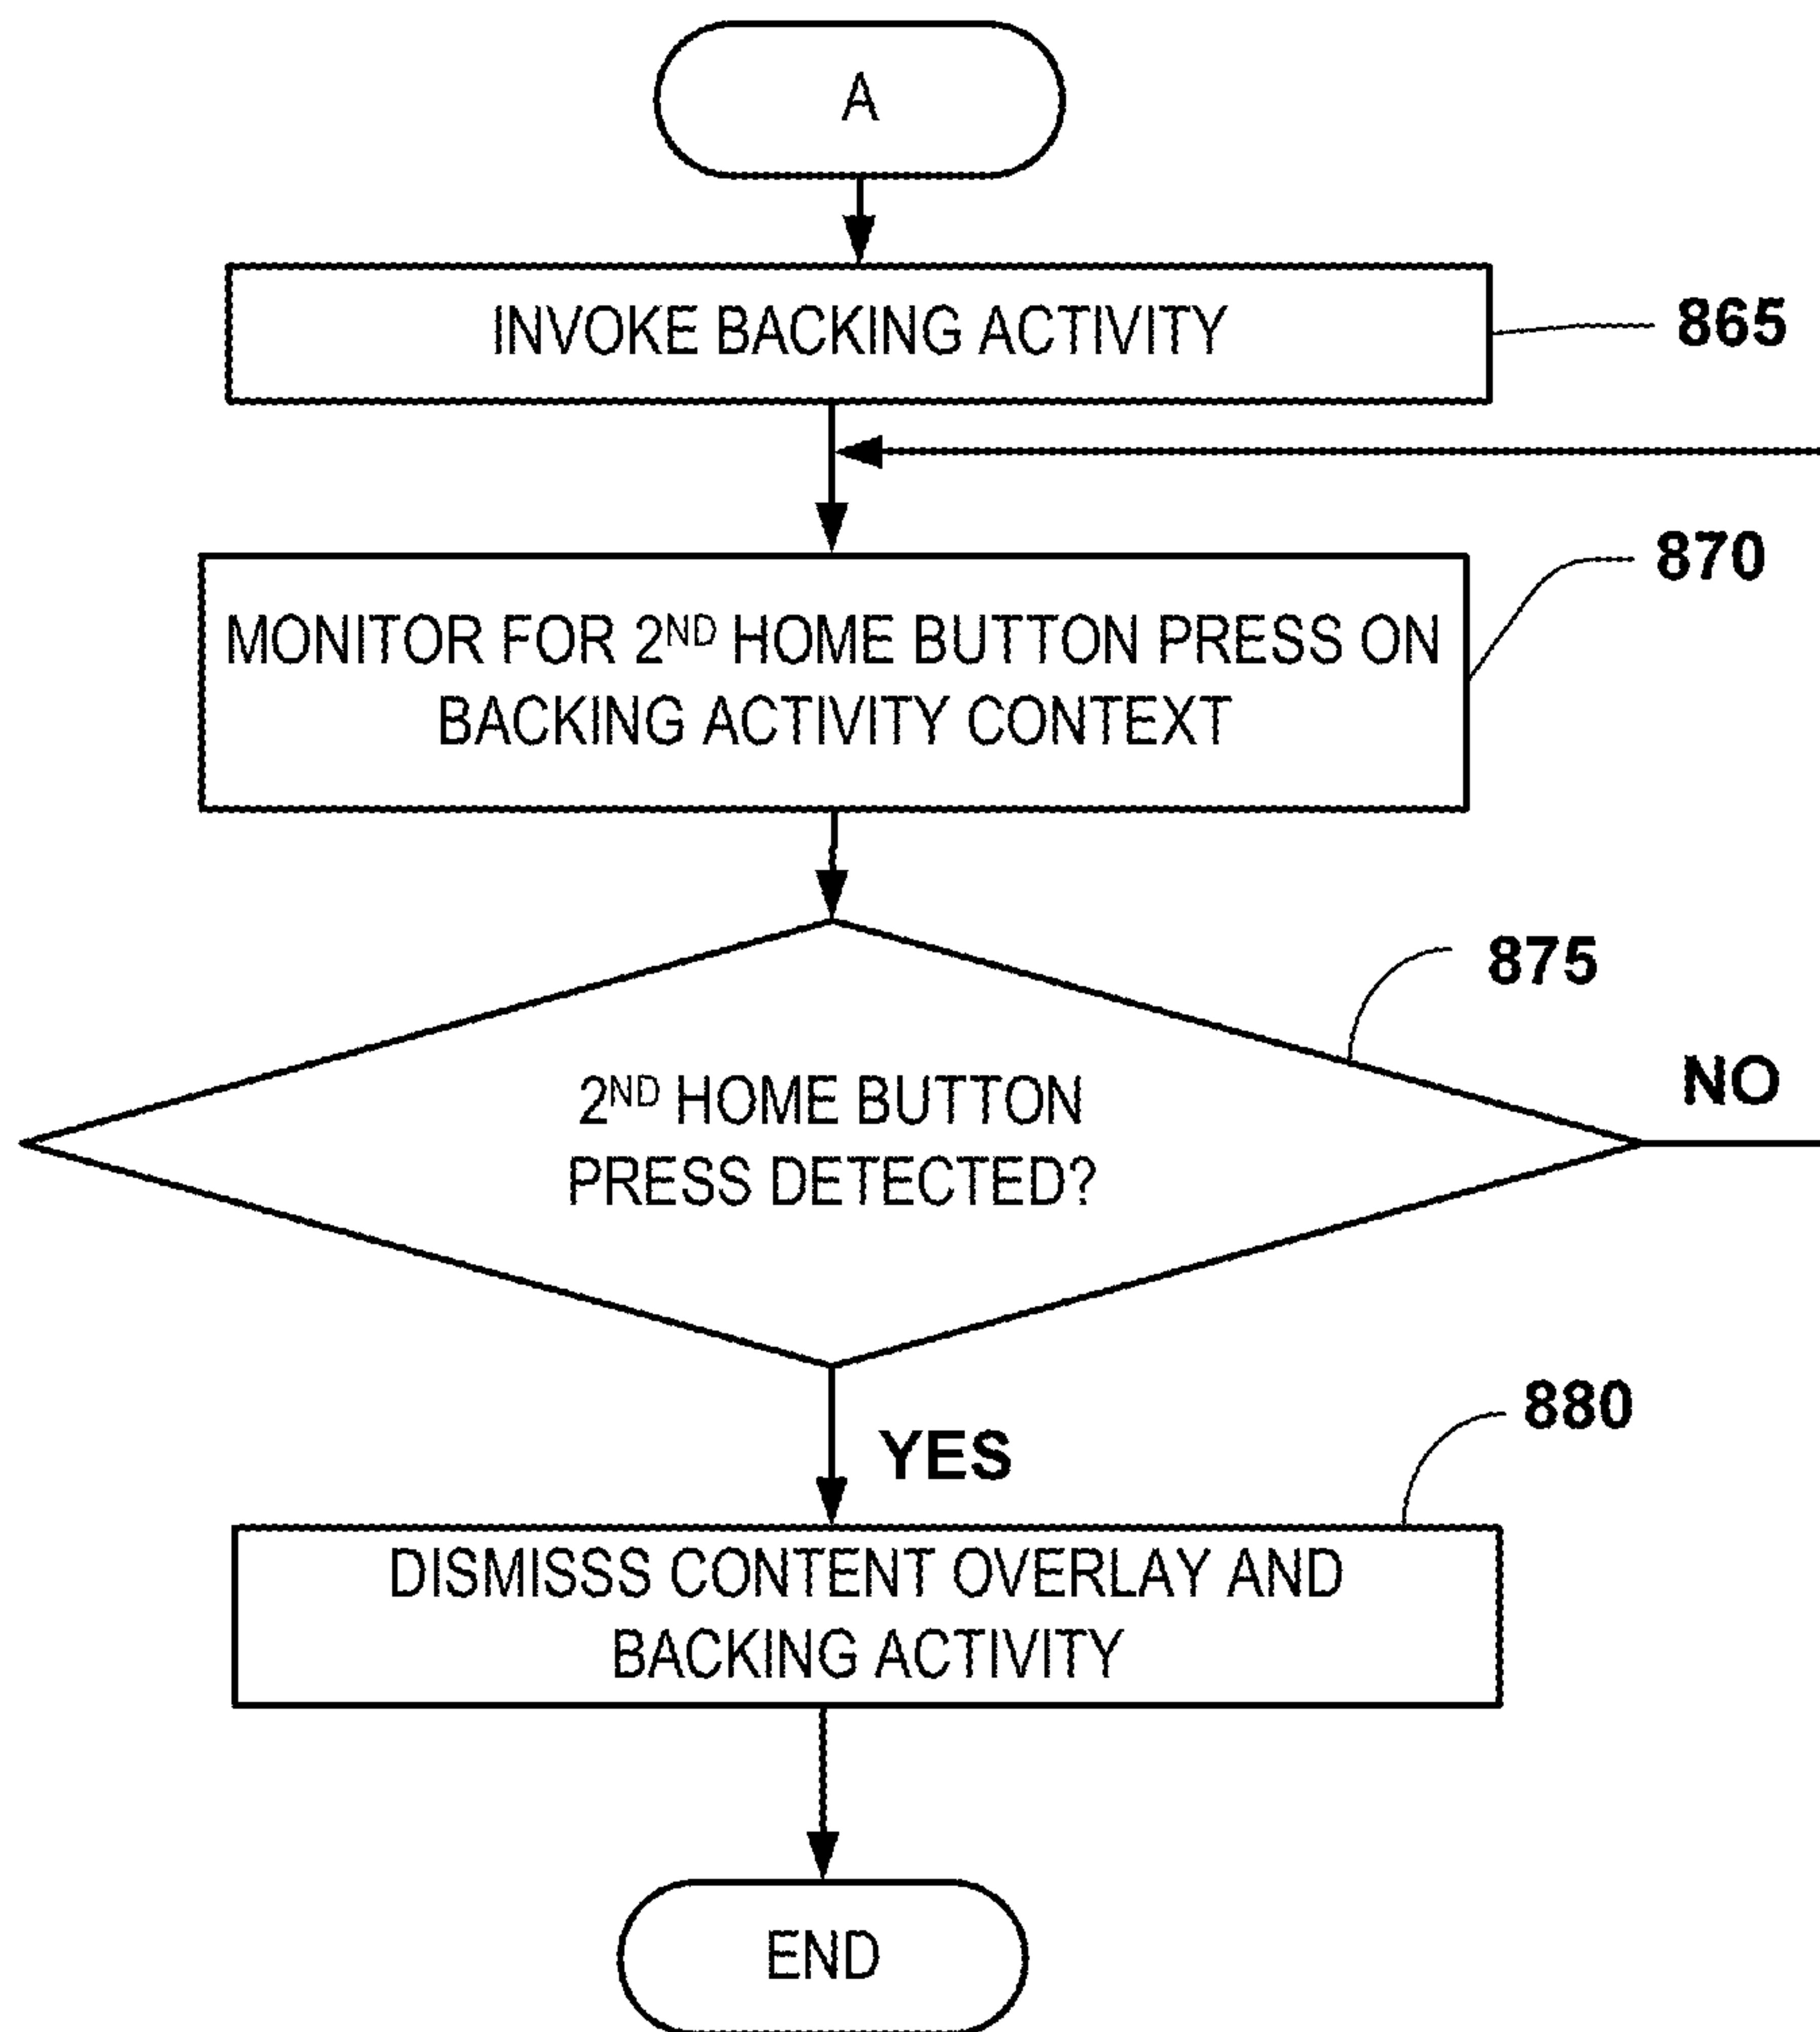 A
INVOKE BACKING ACTIVITY
865
870
MONITOR FOR 2ND HOME BUTTON PRESS ON
BACKING ACTIVITY CONTEXT
875
NO
2ND HOME BUTTON
PRESS DETECTED?
880
YES
DISMISSS CONTENT OVERLAY AND
BACKING ACTIVITY
END